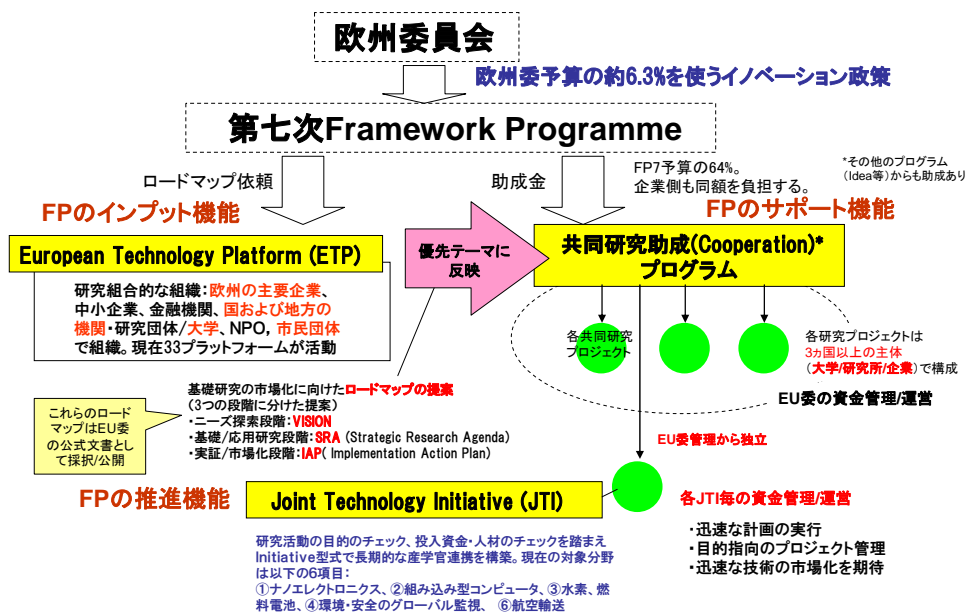 欧州委員会
欧州委予算の約6.3%を使うイノベーション政策
第七次Framework Programme
ロードマップ依頼
助成金
FP7予算の64%。
企業側も同額を負担する。
*その他のプログラム
(Idea等)からも助成あり
FPのインプット機能
FPのサポート機能
European Technology Platform (ETP)
優先テーマに
反映
共同研究助成(Cooperation)*
プログラム
研究組合的な組織：欧州の主要企業、
中小企業、金融機関、国および地方の
機関・研究団体/大学、NPO，市民団体
で組織。現在33プラットフォームが活動
各共同研究
プロジェクト
各研究プロジェクトは
3ヵ国以上の主体
（大学/研究所/企業）で構成
EU委の資金管理/運営
基礎研究の市場化に向けたロードマップの提案
（3つの段階に分けた提案）
・ニーズ探索段階：VISION
・基礎/応用研究段階：SRA (Strategic Research Agenda)
・実証/市場化段階：IAP( Implementation Action Plan)
これらのロード
マップはEU委
の公式文書とし
て採択/公開
EU委管理から独立
FPの推進機能
Joint Technology Initiative (JTI)
各JTI毎の資金管理/運営
・迅速な計画の実行
・目的指向のプロジェクト管理
・迅速な技術の市場化を期待
研究活動の目的のチェック、投入資金・人材のチェックを踏まえ
Initiative型式で長期的な産学官連携を構築。現在の対象分野
は以下の6項目：
①ナノエレクトロニクス、②組み込み型コンピュータ、③水素、燃
料電池、④環境・安全のグローバル監視、 ⑥航空輸送